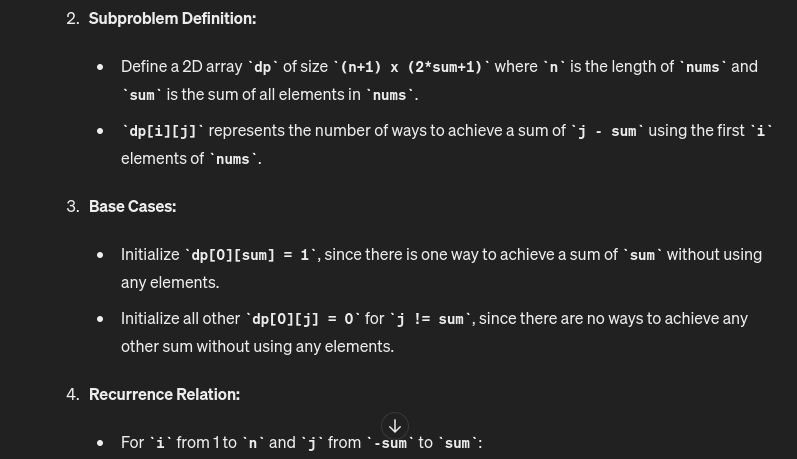 2. Subproblem Definition:
• Define a 2D array `dp` of size `(n+1) x (2*sum+1)` where `n` is the length of `nums` and
`sum` is the sum of all elements in `nums`.
• `dp[i][j]` represents the number of ways to achieve a sum of `j - sum` using the first `i`
elements of `nums`.
3. Base Cases:
• Initialize `dp[0][sum] = 1`, since there is one way to achieve a sum of `sum` without using
any elements.
• Initialize all other `dp[0][j] = 0` for `j != sum`, since there are no ways to achieve any
other sum without using any elements.
4. Recurrence Relation:
• For `i` from 1 to `n` and `j` from `-sum` to `sum`: